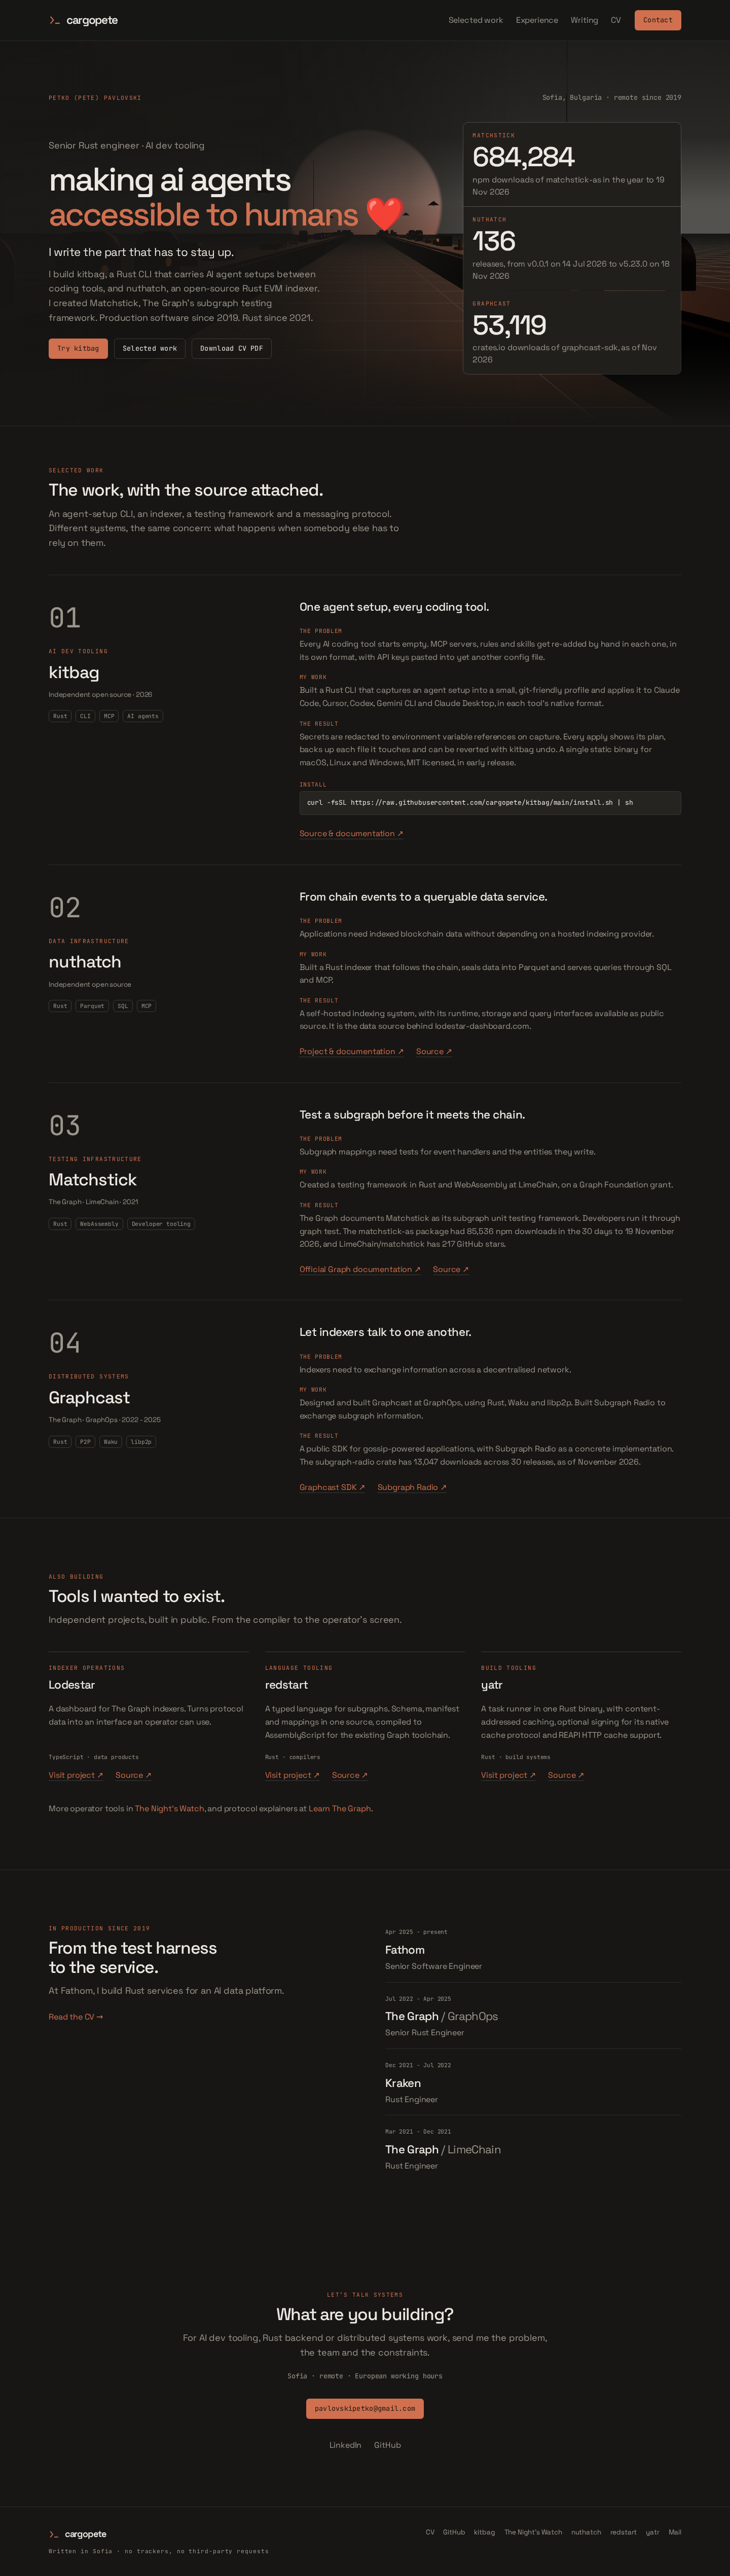 cargopete
Selected work Experience Writing CV Contact
PETKO (PETE) PAVLOVSKI
Sofia, Bulgaria · remote since 2019
Senior Rust engineer · AI dev tooling
making ai agents
accessible to humans ❤️
I write the part that has to stay up.
I build kitbag, a Rust CLI that carries AI agent setups between
coding tools, and nuthatch, an open-source Rust EVM indexer.
I created Matchstick, The Graph's subgraph testing
framework. Production software since 2019. Rust since 2021.
Try kitbag Selected work Download CV PDF
MATCHSTICK
684,284
npm downloads of matchstick-as in the year to 19
Nov 2026
NUTHATCH
136
releases, from v0.0.1 on 14 Jul 2026 to v5.23.0 on 18
Nov 2026
GRAPHCAST
53,119
crates.io downloads of graphcast-sdk, as of Nov
2026
SELECTED WORK
The work, with the source attached.
An agent-setup CLI, an indexer, a testing framework and a messaging protocol.
Different systems, the same concern: what happens when somebody else has to
rely on them.
01
AI DEV TOOLING
kitbag
Independent open source · 2026
Rust CLI MCP AI agents
One agent setup, every coding tool.
THE PROBLEM
Every AI coding tool starts empty. MCP servers, rules and skills get re-added by hand in each one, in
its own format, with API keys pasted into yet another config file.
MY WORK
Built a Rust CLI that captures an agent setup into a small, git-friendly profile and applies it to Claude
Code, Cursor, Codex, Gemini CLI and Claude Desktop, in each tool's native format.
THE RESULT
Secrets are redacted to environment variable references on capture. Every apply shows its plan,
backs up each file it touches and can be reverted with kitbag undo. A single static binary for
macOS, Linux and Windows, MIT licensed, in early release.
INSTALL
curl -fsSL https://raw.githubusercontent.com/cargopete/kitbag/main/install.sh | sh
Source & documentation ↗
02
DATA INFRASTRUCTURE
nuthatch
Independent open source
Rust Parquet SQL MCP
From chain events to a queryable data service.
THE PROBLEM
Applications need indexed blockchain data without depending on a hosted indexing provider.
MY WORK
Built a Rust indexer that follows the chain, seals data into Parquet and serves queries through SQL
and MCP.
THE RESULT
A self-hosted indexing system, with its runtime, storage and query interfaces available as public
source. It is the data source behind lodestar-dashboard.com.
Project & documentation ↗ Source ↗
03
TESTING INFRASTRUCTURE
Matchstick
The Graph · LimeChain · 2021
Rust WebAssembly Developer tooling
Test a subgraph before it meets the chain.
THE PROBLEM
Subgraph mappings need tests for event handlers and the entities they write.
MY WORK
Created a testing framework in Rust and WebAssembly at LimeChain, on a Graph Foundation grant.
THE RESULT
The Graph documents Matchstick as its subgraph unit testing framework. Developers run it through
graph test. The matchstick-as package had 85,536 npm downloads in the 30 days to 19 November
2026, and LimeChain/matchstick has 217 GitHub stars.
Official Graph documentation ↗ Source ↗
04
DISTRIBUTED SYSTEMS
Graphcast
The Graph · GraphOps · 2022 – 2025
Rust P2P Waku libp2p
Let indexers talk to one another.
THE PROBLEM
Indexers need to exchange information across a decentralised network.
MY WORK
Designed and built Graphcast at GraphOps, using Rust, Waku and libp2p. Built Subgraph Radio to
exchange subgraph information.
THE RESULT
A public SDK for gossip-powered applications, with Subgraph Radio as a concrete implementation.
The subgraph-radio crate has 13,047 downloads across 30 releases, as of November 2026.
Graphcast SDK ↗ Subgraph Radio ↗
ALSO BUILDING
Tools I wanted to exist.
Independent projects, built in public. From the compiler to the operator's screen.
INDEXER OPERATIONS
Lodestar
A dashboard for The Graph indexers. Turns protocol
data into an interface an operator can use.
TypeScript · data products
Visit project ↗ Source ↗
LANGUAGE TOOLING
redstart
A typed language for subgraphs. Schema, manifest
and mappings in one source, compiled to
AssemblyScript for the existing Graph toolchain.
Rust · compilers
Visit project ↗ Source ↗
BUILD TOOLING
yatr
A task runner in one Rust binary, with content-
addressed caching, optional signing for its native
cache protocol and REAPI HTTP cache support.
Rust · build systems
Visit project ↗ Source ↗
More operator tools in The Night's Watch, and protocol explainers at Learn The Graph.
IN PRODUCTION SINCE 2019
From the test harness
to the service.
At Fathom, I build Rust services for an AI data platform.
Read the CV →
Apr 2025 - present
Fathom
Senior Software Engineer
Jul 2022 - Apr 2025
The Graph / GraphOps
Senior Rust Engineer
Dec 2021 - Jul 2022
Kraken
Rust Engineer
Mar 2021 - Dec 2021
The Graph / LimeChain
Rust Engineer
LET'S TALK SYSTEMS
What are you building?
For AI dev tooling, Rust backend or distributed systems work, send me the problem,
the team and the constraints.
Sofia · remote · European working hours
pavlovskipetko@gmail.com
LinkedIn GitHub
cargopete
CV GitHub kitbag The Night's Watch nuthatch redstart yatr Mail
Written in Sofia · no trackers, no third-party requests